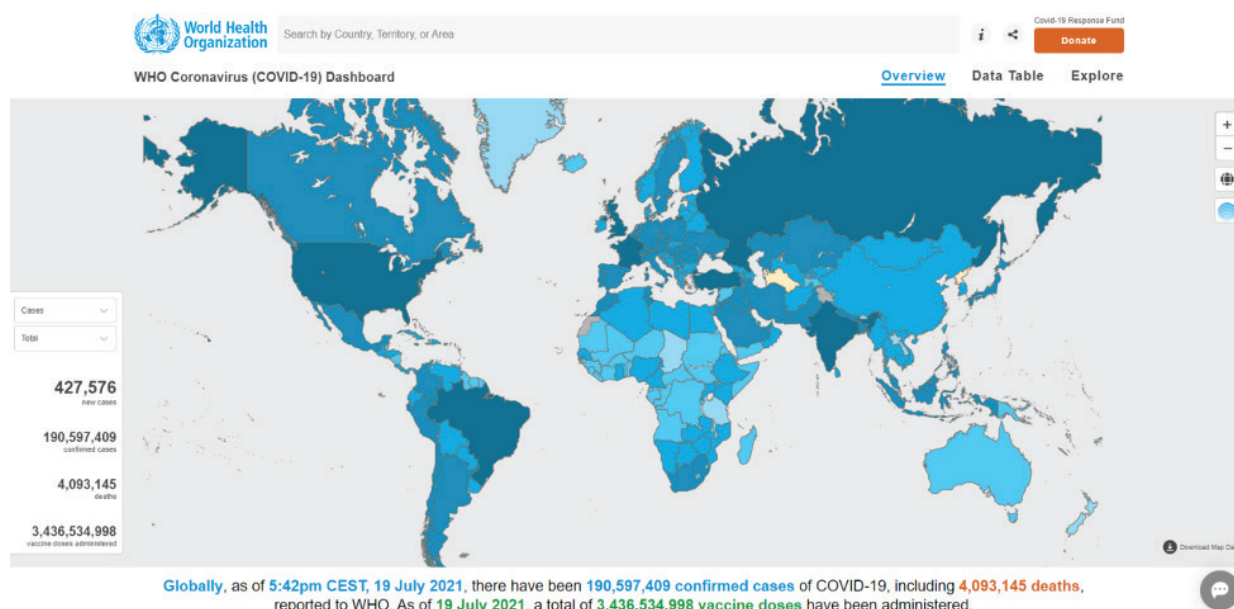 World Health
Organization
Search by Country, Territory, or Area
i
Covid-19 Response Fund
Donate
WHO Coronavirus (COVID-19) Dashboard
Overview
Data Table
Explore
+
−
Cases
Total
427,576
new cases
190,597,409
confirmed cases
4,093,145
deaths
3,436,534,998
vaccine doses administered
Download Map Da
Globally, as of 5:42pm CEST, 19 July 2021, there have been 190,597,409 confirmed cases of COVID-19, including 4,093,145 deaths,
reported to WHO. As of 19 July 2021, a total of 3,436,534,998 vaccine doses have been administered.